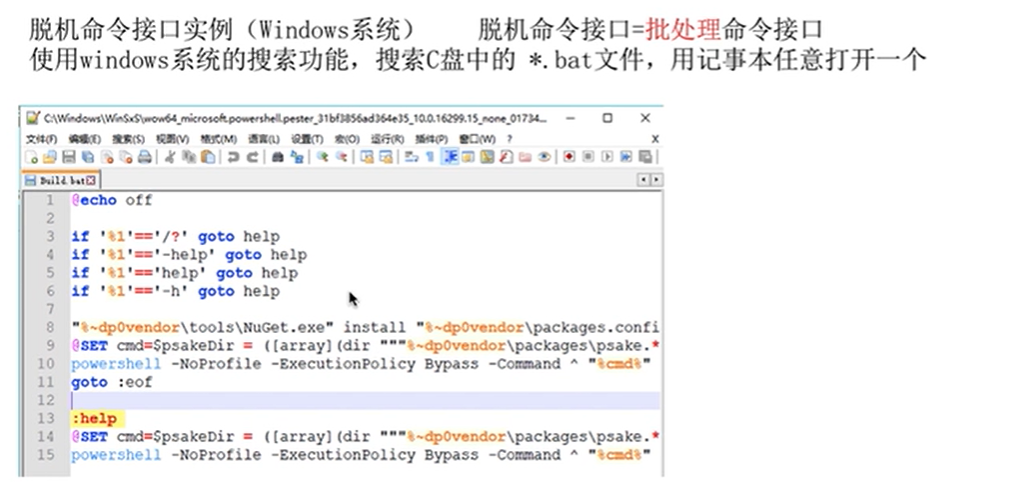 脱机命令接口实例（Windows系统）　　脱机命令接口=批处理命令接口
使用windows系统的搜索功能，搜索C盘中的 *.bat文件，用记事本任意打开一个
C:\Windows\WinSxS\wow64_microsoft.powershell.pester_31bf3856ad364e35_10.0.16299.15_none_01734...
文件(F) 编辑(E) 搜索(S) 视图(V) 格式(M) 语言(L) 设置(T) 宏(O) 运行(R) 插件(P) 窗口(W) ? X
Build.bat
1 @echo off
2
3 if '%1'=='/?' goto help
4 if '%1'=='-help' goto help
5 if '%1'=='help' goto help
6 if '%1'=='-h' goto help
7
8 "%~dp0vendor\tools\NuGet.exe" install "%~dp0vendor\packages.confi
9 @SET cmd=$psakeDir = ([array](dir """%~dp0vendor\packages\psake.*
10 powershell -NoProfile -ExecutionPolicy Bypass -Command ^ "%cmd%"
11 goto :eof
12
13 :help
14 @SET cmd=$psakeDir = ([array](dir """%~dp0vendor\packages\psake.*
15 powershell -NoProfile -ExecutionPolicy Bypass -Command ^ "%cmd%"